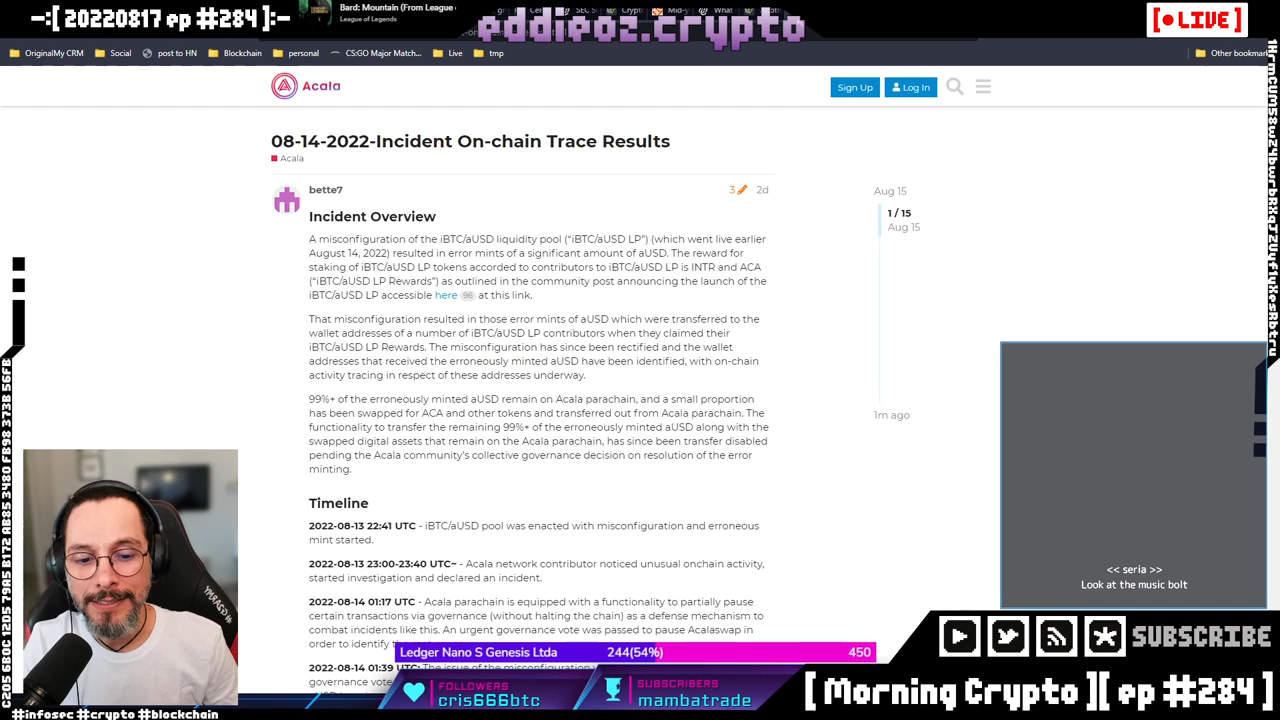 -:[ 20220817 ep #284 ]:-
Bard: Mountain (From League
League of Legends
eddieoz.crypto
[●LIVE]
OriginalMy CRM
Social
post to HN
Blockchain
personal
CS:GO Major Match...
Live
tmp
Other bookmar
Acala
Sign Up
Log In
08-14-2022-Incident On-chain Trace Results
Acala
bette7
3
2d
Incident Overview
A misconfiguration of the iBTC/aUSD liquidity pool (“iBTC/aUSD LP”) (which went live earlier
August 14, 2022) resulted in error mints of a significant amount of aUSD. The reward for
staking of iBTC/aUSD LP tokens accorded to contributors to iBTC/aUSD LP is INTR and ACA
(“iBTC/aUSD LP Rewards”) as outlined in the community post announcing the launch of the
iBTC/aUSD LP accessible here 96 at this link.
That misconfiguration resulted in those error mints of aUSD which were transferred to the
wallet addresses of a number of iBTC/aUSD LP contributors when they claimed their
iBTC/aUSD LP Rewards. The misconfiguration has since been rectified and the wallet
addresses that received the erroneously minted aUSD have been identified, with on-chain
activity tracing in respect of these addresses underway.
99%+ of the erroneously minted aUSD remain on Acala parachain, and a small proportion
has been swapped for ACA and other tokens and transferred out from Acala parachain. The
functionality to transfer the remaining 99%+ of the erroneously minted aUSD along with the
swapped digital assets that remain on the Acala parachain, has since been transfer disabled
pending the Acala community’s collective governance decision on resolution of the error
minting.
Timeline
2022-08-13 22:41 UTC - iBTC/aUSD pool was enacted with misconfiguration and erroneous
mint started.
2022-08-13 23:00-23:40 UTC~ - Acala network contributor noticed unusual onchain activity,
started investigation and declared an incident.
2022-08-14 01:17 UTC - Acala parachain is equipped with a functionality to partially pause
certain transactions via governance (without halting the chain) as a defense mechanism to
combat incidents like this. An urgent governance vote was passed to pause Acalaswap in
order to identify
2022-08-14 01:39 UTC: The issue of the misconfiguration
governance vote
Aug 15
1 / 15
Aug 15
1m ago
<< seria >>
Look at the music bolt
Ledger Nano S Genesis Ltda
244(54%)
450
FOLLOWERS
cris666btc
SUBSCRIBERS
mambatrade
SUBSCRIBE
[ Morning Crypto ][ ep #284 ]
#infosec #crypto #blockchain